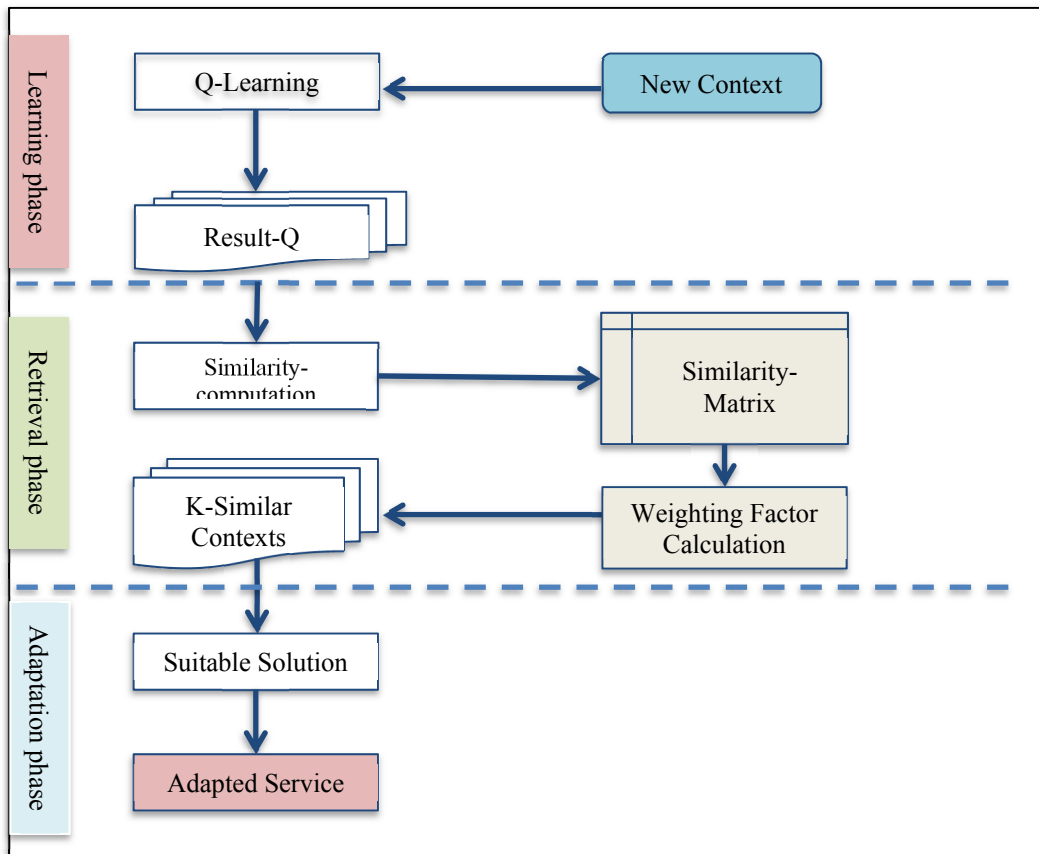 Learning phase
Q-Learning
New Context
Result-Q
Retrieval phase
Similarity-
computation
Similarity-
Matrix
K-Similar
Contexts
Weighting Factor
Calculation
Adaptation phase
Suitable Solution
Adapted Service